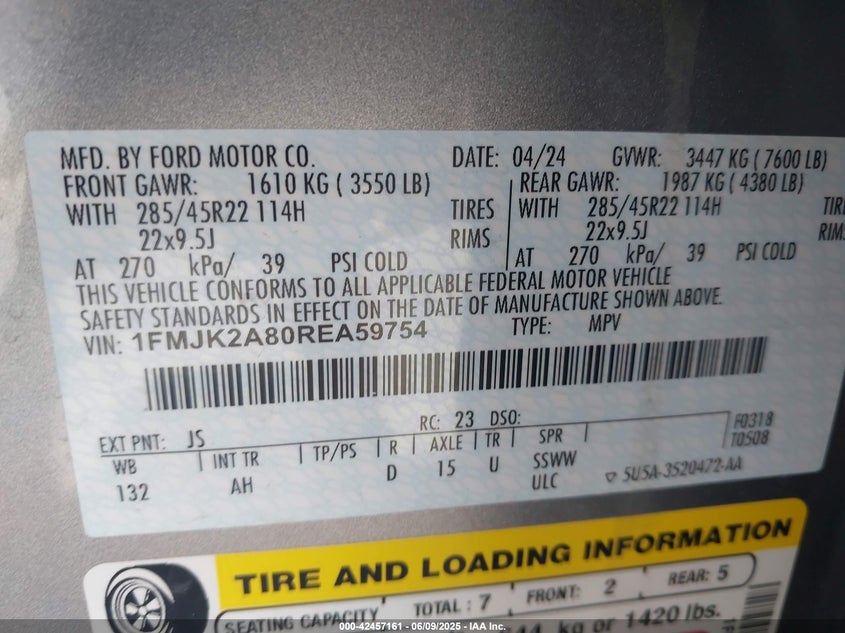 MFD. BY FORD MOTOR CO. DATE: 04/24 GVWR: 3447 KG ( 7600 LB)
FRONT GAWR: 1610 KG ( 3550 LB) REAR GAWR: 1987 KG ( 4380 LB)
WITH 285/45R22 114H TIRES WITH 285/45R22 114H
22x9.5J RIMS 22x9.5J
AT 270 kPa/ 39 PSI COLD AT 270 kPa/ 39 PSI COLD
THIS VEHICLE CONFORMS TO ALL APPLICABLE FEDERAL MOTOR VEHICLE
SAFETY STANDARDS IN EFFECT ON THE DATE OF MANUFACTURE SHOWN ABOVE.
VIN: 1FMJK2A80REA59754 TYPE: MPV
RC: 23 DSO: F0318
EXT PNT: JS T0508
WB INT TR TP/PS R AXLE TR SPR
132 AH D 15 U SSWW
ULC 5U5A-3520472-AA
TIRE AND LOADING INFORMATION
SEATING CAPACITY TOTAL : 7 FRONT: 2 REAR: 5
kg or 1420 lbs.
000-42457161 - 06/09/2025 - IAA Inc.